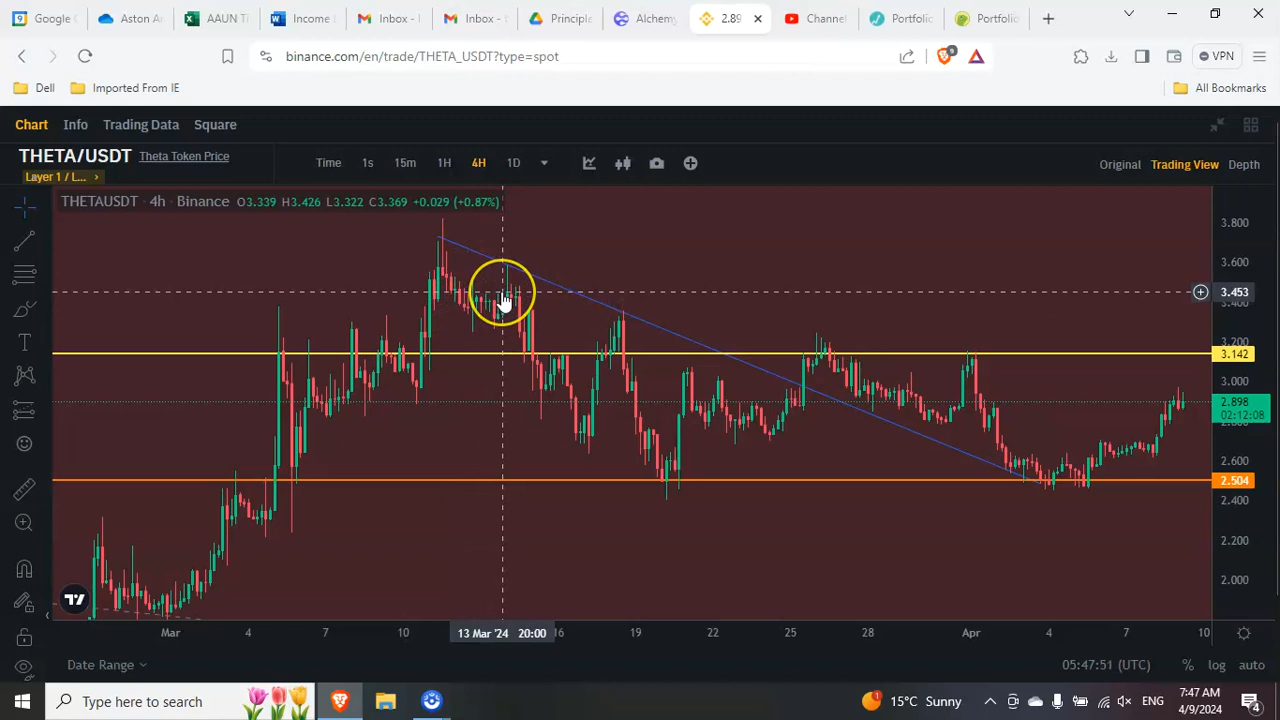 Google C
Aston A
AAUN Ti
Income
Inbox -
Inbox -
Principle
Alchemy
2.89
Channel
Portfolio
Portfolio
binance.com/en/trade/THETA_USDT?type=spot
9
VPN
Dell
Imported From IE
All Bookmarks
Chart Info Trading Data Square
THETA/USDT Theta Token Price
Layer 1 / L... >
Time 1s 15m 1H 4H 1D
Original Trading View Depth
THETAUSDT · 4h · Binance O3.339 H3.426 L3.322 C3.369 +0.029 (+0.87%)
3.800
3.600
3.453
3.400
3.200
3.142
3.000
2.898
02:12:08
2.600
2.504
2.400
2.200
2.000
Mar 4 7 10 13 Mar '24 20:00 16 19 22 25 28 Apr 4 7 10
Date Range
05:47:51 (UTC) % log auto
Type here to search
1
15°C Sunny
ENG
7:47 AM
4/9/2024
4